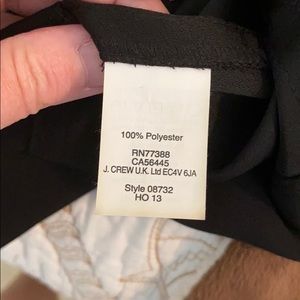 100% Polyester
RN77388
CA56445
J. CREW U.K. Ltd EC4V 6JA
Style 08732
HO 13